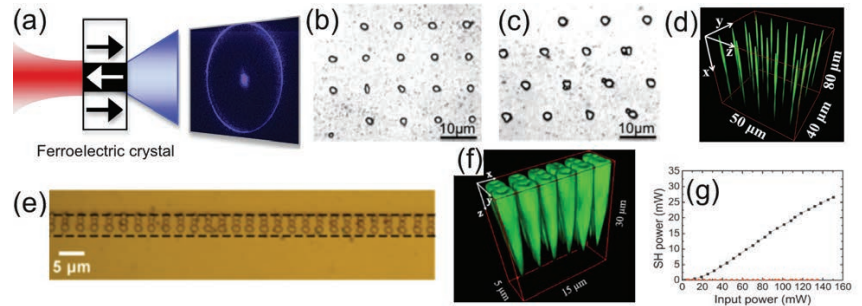 (a)
Ferroelectric crystal
(b)
10μm
(c)
10μm
(d)
y
z
x
50 μm
40 μm
80 μm
(e)
5 μm
(f)
x
y
z
5 μm
15 μm
30 μm
(g)
SH power (mW)
35
30
25
20
15
10
5
0
0 20 40 60 80 100 120 140 160
Input power (mW)